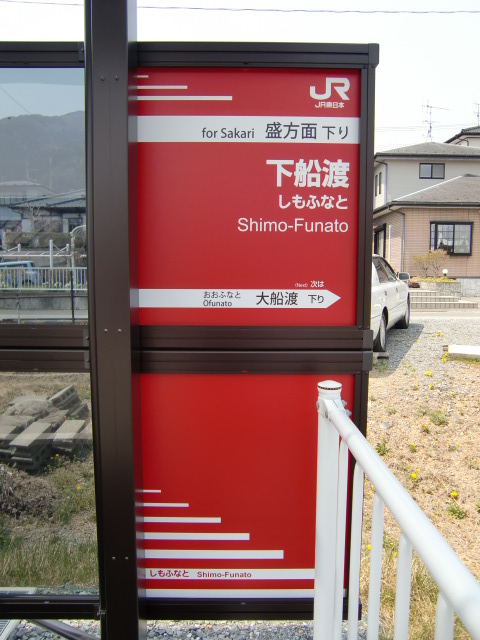 JR
JR東日本
for Sakari 盛方面 下り
下船渡
しもふなと
Shimo-Funato
(Next) 次は
おおふなと
Ōfunato 大船渡 下り
しもふなと Shimo-Funato